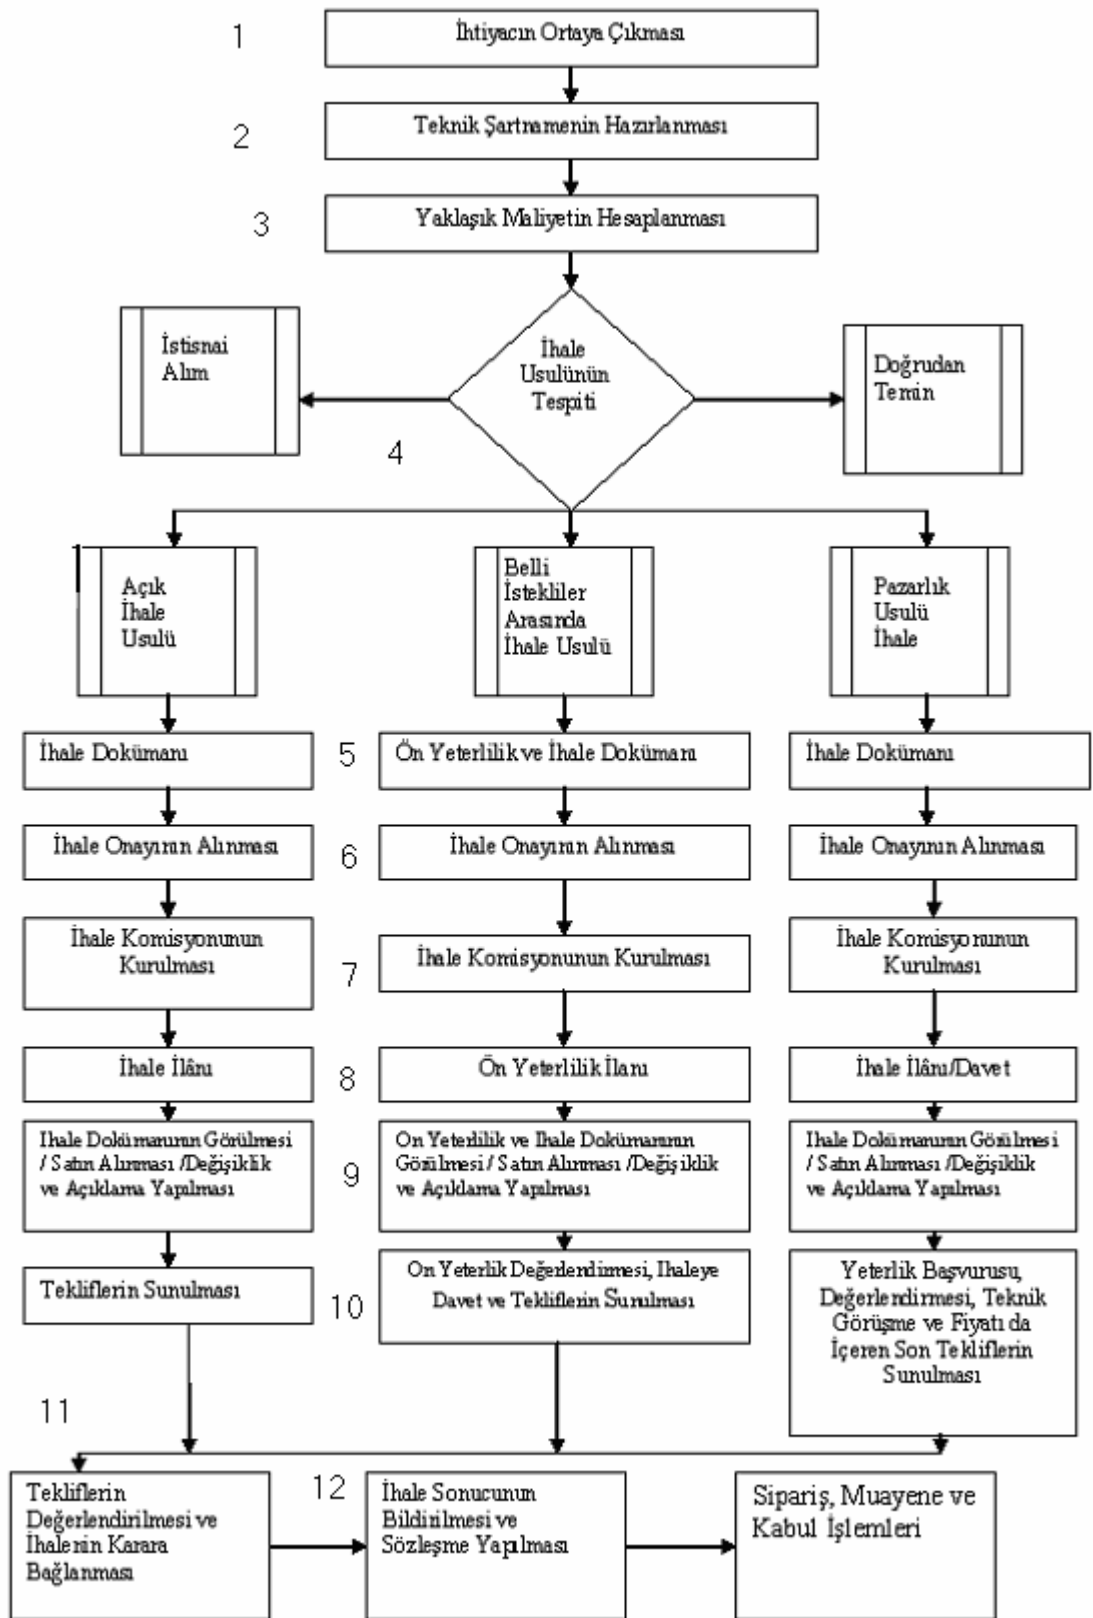 1
İhtiyacın Ortaya Çıkması
2
Teknik Şartnamenin Hazırlanması
3
Yaklaşık Maliyetin Hesaplanması
İstisnai
Alım
İhale
Usulünün
Tespiti
Doğrudan
Temin
4
Açık
İhale
Usulü
Belli
İstekliler
Arasında
İhale Usulü
Pazarlık
Usulü
İhale
İhale Dokümanı
5
Ön Yeterlilik ve İhale Dokümanı
İhale Dokümanı
İhale Onayının Alınması
6
İhale Onayının Alınması
İhale Onayının Alınması
İhale Komisyonunun
Kurulması
7
İhale Komisyonunun Kurulması
İhale Komisyonunun
Kurulması
İhale İlânı
8
Ön Yeterlilik İlanı
İhale İlânı/Davet
Ihale Dokümanının Görülmesi
/ Satın Alınması /Değişiklik
ve Açıklama Yapılması
9
On Yeterlilik ve Ihale Dokümanının
Görülmesi / Satın Alınması /Değişiklik
ve Açıklama Yapılması
Ihale Dokümanının Görülmesi
/ Satın Alınması /Değişiklik
ve Açıklama Yapılması
Tekliflerin Sunulması
10
On Yeterlik Değerlendirmesi, Ihaleye
Davet ve Tekliflerin Sunulması
Yeterlik Başvurusu,
Değerlendirmesi, Teknik
Görüşme ve Fiyatı da
İçeren Son Tekliflerin
Sunulması
11
Tekliflerin
Değerlendirilmesi ve
İhalenin Karara
Bağlanması
12
İhale Sonucunun
Bildirilmesi ve
Sözleşme Yapılması
Sipariş, Muayene ve
Kabul İşlemleri